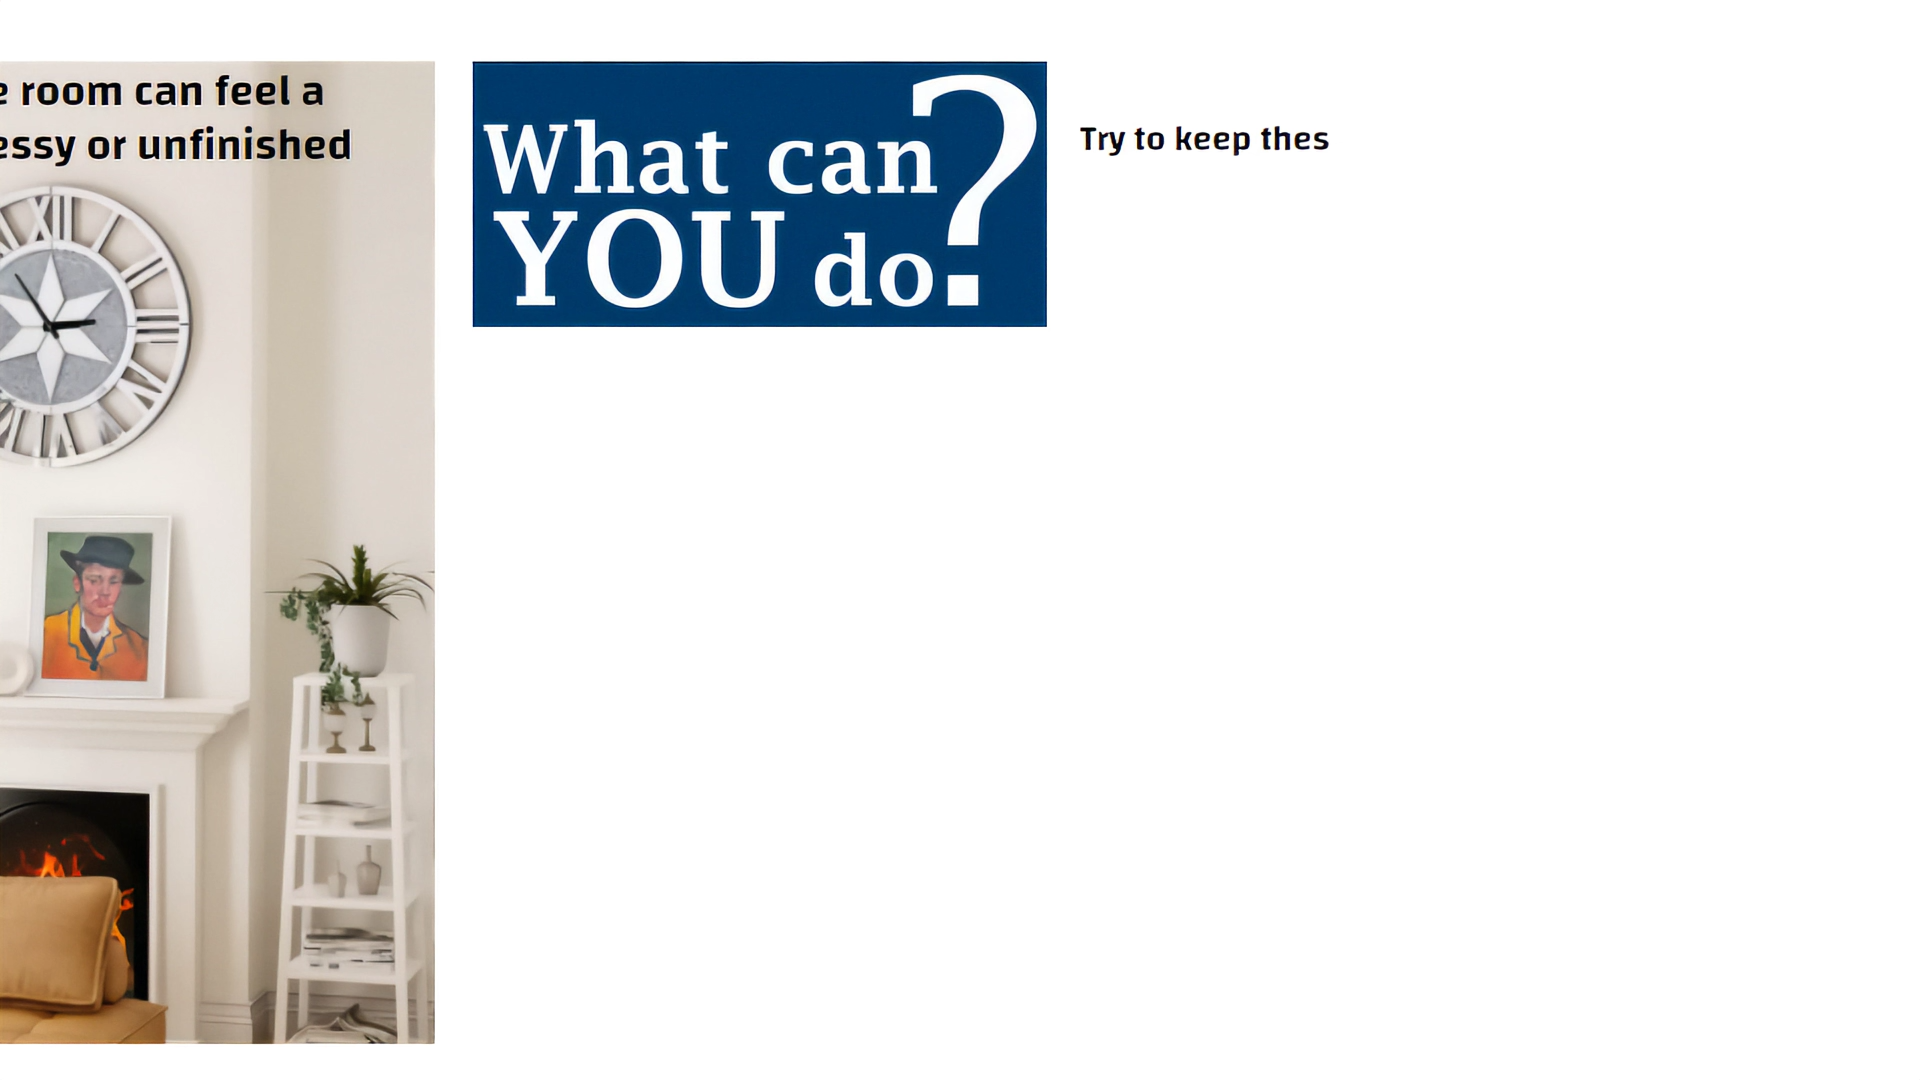 e room can feel a
essy or unfinished
What can
YOU do?
Try to keep thes